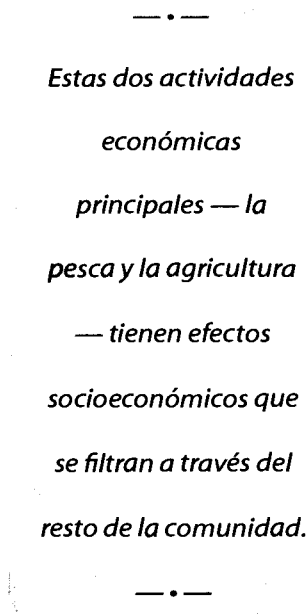 — • —
Estas dos actividades
económicas
principales — la
pesca y la agricultura
— tienen efectos
socioeconómicos que
se filtran a través del
resto de la comunidad.
— • —